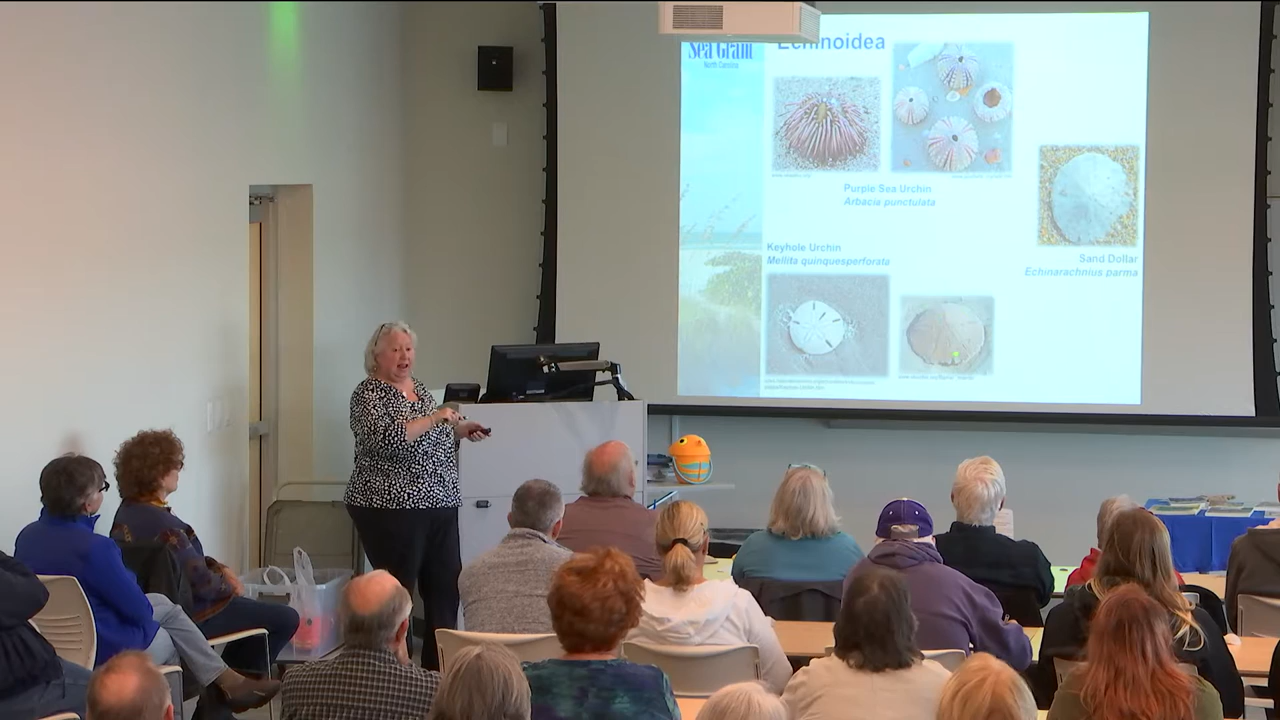 Sea Grant
North Carolina
Echinoidea
Purple Sea Urchin
Arbacia punctulata
Keyhole Urchin
Mellita quinquesperforata
Sand Dollar
Echinarachnius parma